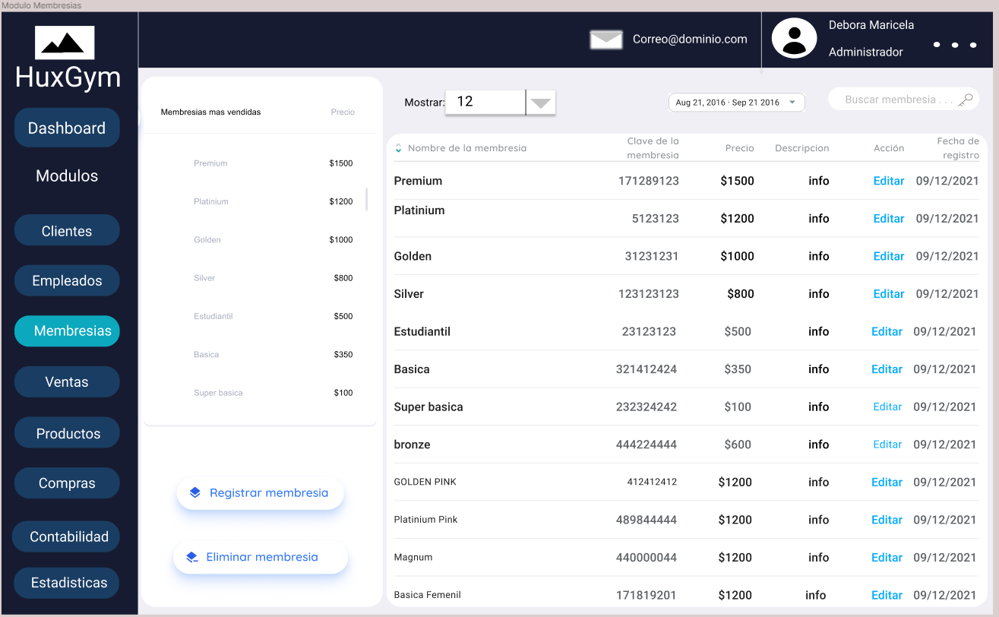 Modulo Membresias
HuxGym
Dashboard
Modulos
Clientes
Empleados
Membresias
Ventas
Productos
Compras
Contabilidad
Estadisticas
Correo@dominio.com
Debora Maricela
Administrador
Membresias mas vendidas Precio
Premium $1500
Platinium $1200
Golden $1000
Silver $800
Estudiantil $500
Basica $350
Super basica $100
Registrar membresia
Eliminar membresia
Mostrar: 12
Aug 21, 2016 - Sep 21 2016
Buscar membresia . . .
Nombre de la membresia Clave de la membresia Precio Descripcion Acción Fecha de registro
Premium 171289123 $1500 info Editar 09/12/2021
Platinium 5123123 $1200 info Editar 09/12/2021
Golden 31231231 $1000 info Editar 09/12/2021
Silver 123123123 $800 info Editar 09/12/2021
Estudiantil 23123123 $500 info Editar 09/12/2021
Basica 321412424 $350 info Editar 09/12/2021
Super basica 232324242 $100 info Editar 09/12/2021
bronze 444224444 $600 info Editar 09/12/2021
GOLDEN PINK 412412412 $1200 info Editar 09/12/2021
Platinium Pink 489844444 $1200 info Editar 09/12/2021
Magnum 440000044 $1200 info Editar 09/12/2021
Basica Femenil 171819201 $1200 info Editar 09/12/2021